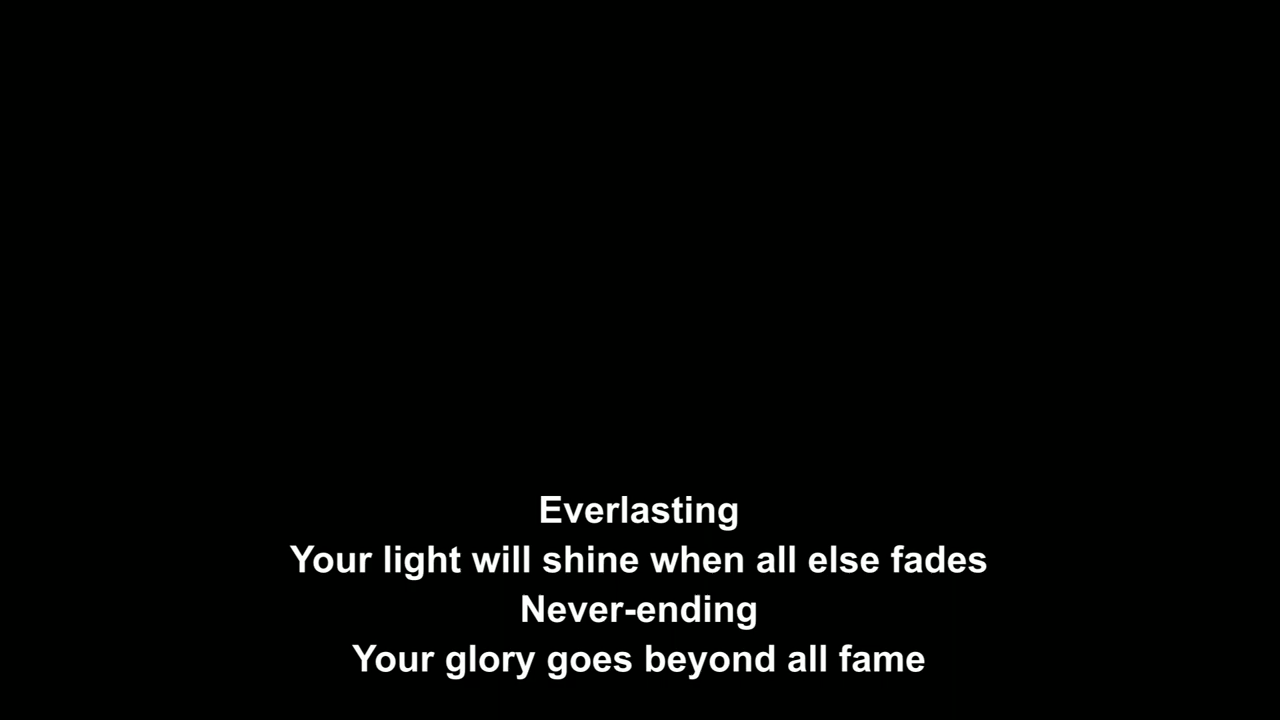 Everlasting
Your light will shine when all else fades
Never-ending
Your glory goes beyond all fame